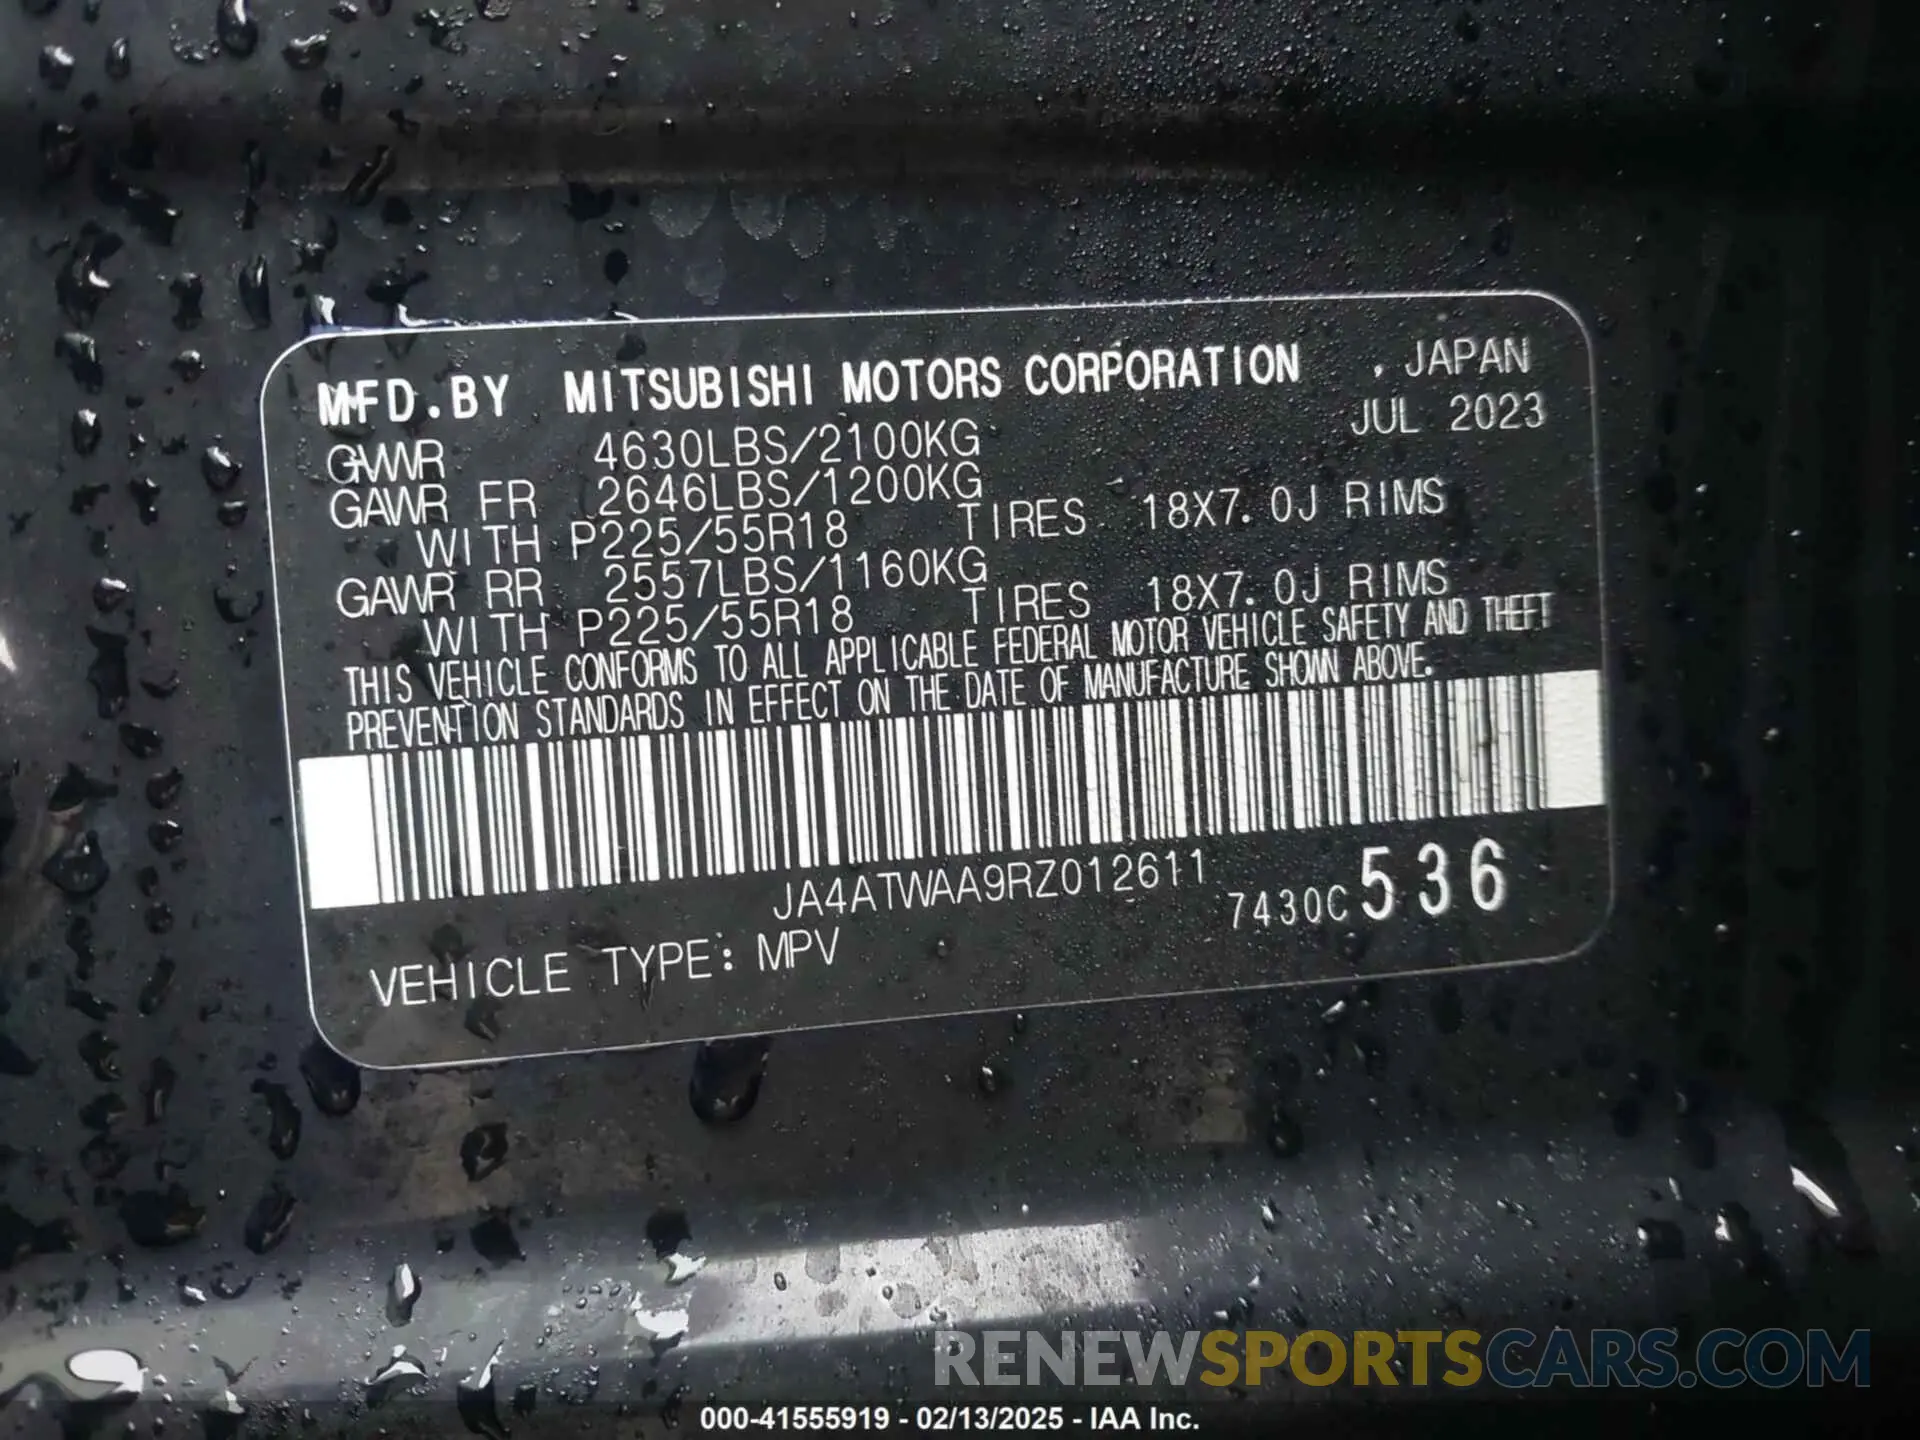 MFD.BY MITSUBISHI MOTORS CORPORATION , JAPAN
GVWR 4630LBS/2100KG JUL 2023
GAWR FR 2646LBS/1200KG
WITH P225/55R18 TIRES 18X7.0J RIMS
GAWR RR 2557LBS/1160KG
WITH P225/55R18 TIRES 18X7.0J RIMS
THIS VEHICLE CONFORMS TO ALL APPLICABLE FEDERAL MOTOR VEHICLE SAFETY AND THEFT
PREVENTION STANDARDS IN EFFECT ON THE DATE OF MANUFACTURE SHOWN ABOVE.
JA4ATWAA9RZ012611 7430C 536
VEHICLE TYPE: MPV
RENEWSPORTSCARS.COM
000-41555919 - 02/13/2025 - IAA Inc.